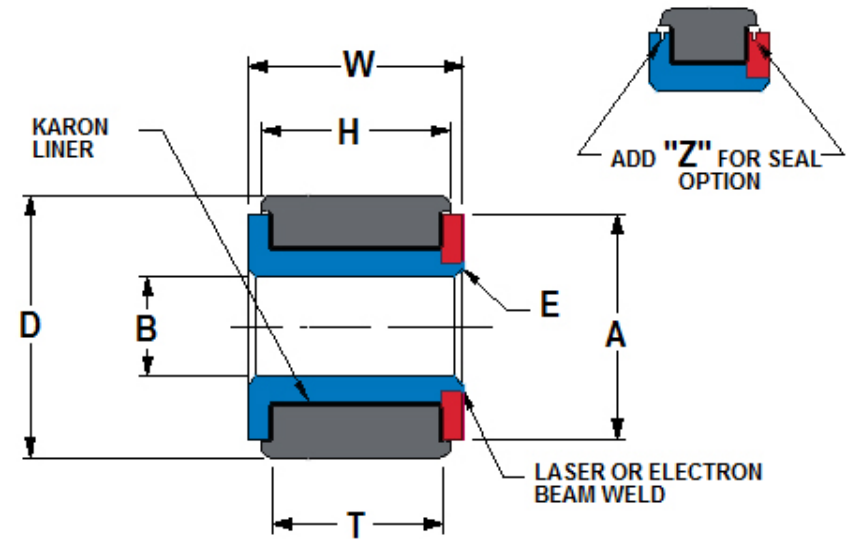 W
KARON
LINER
H
ADD "Z" FOR SEAL
OPTION
D
B
E
A
LASER OR ELECTRON
BEAM WELD
T